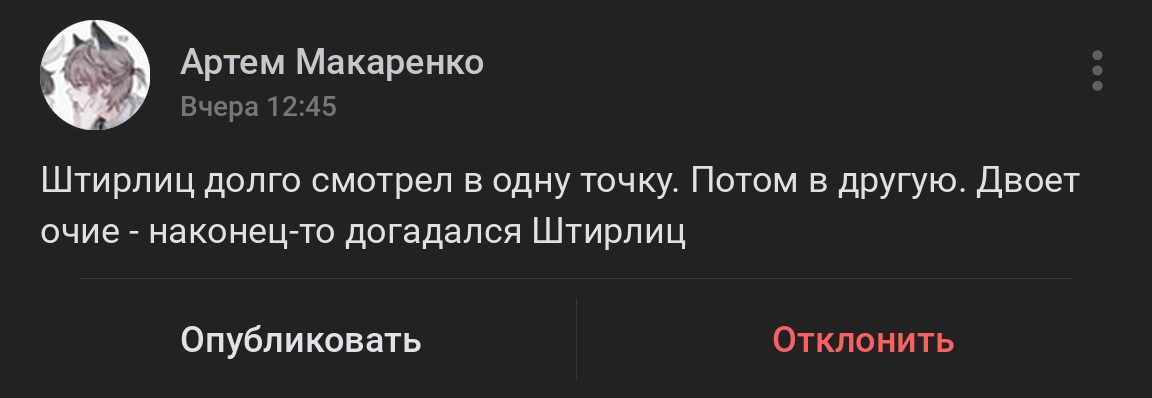 Артем Макаренко
Вчера 12:45
Штирлиц долго смотрел в одну точку. Потом в другую. Двоет
очие - наконец-то догадался Штирлиц
Опубликовать
Отклонить